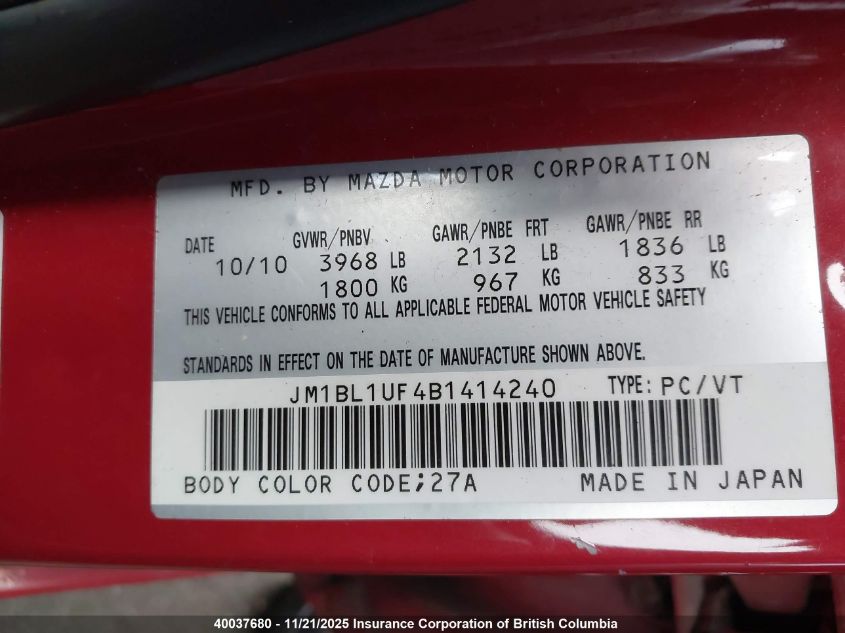 MFD. BY MAZDA MOTOR CORPORATION
DATE GVWR/PNBV GAWR/PNBE FRT GAWR/PNBE RR
10/10 3968 LB 2132 LB 1836 LB
1800 KG 967 KG 833 KG
THIS VEHICLE CONFORMS TO ALL APPLICABLE FEDERAL MOTOR VEHICLE SAFETY
STANDARDS IN EFFECT ON THE DATE OF MANUFACTURE SHOWN ABOVE.
JM1BL1UF4B1414240 TYPE: PC/VT
BODY COLOR CODE;27A MADE IN JAPAN
40037680 - 11/21/2025 Insurance Corporation of British Columbia